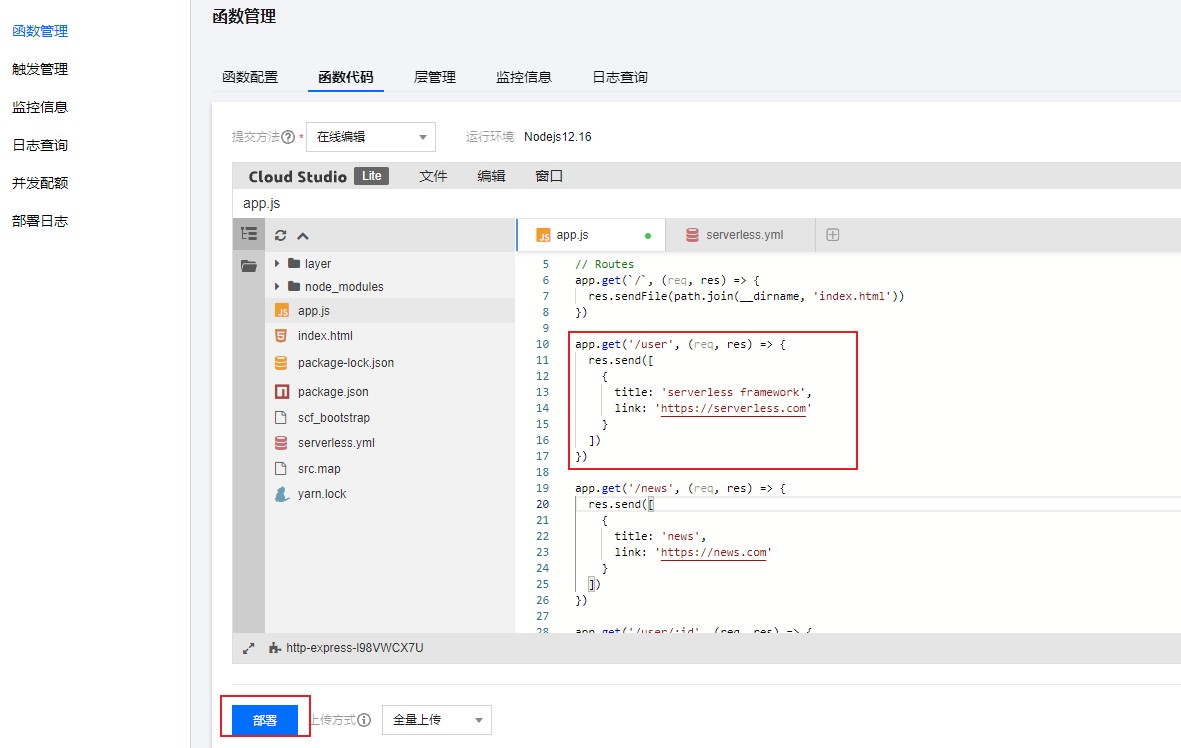 函数管理
触发管理
监控信息
日志查询
并发配额
部署日志
函数管理
函数配置 函数代码 层管理 监控信息 日志查询
提交方法 * 在线编辑 运行环境 Nodejs12.16
Cloud Studio Lite 文件 编辑 窗口
app.js
layer
node_modules
app.js
index.html
package-lock.json
package.json
scf_bootstrap
serverless.yml
src.map
yarn.lock
app.js serverless.yml
5 // Routes
6 app.get(`/`, (req, res) => {
7 res.sendFile(path.join(__dirname, 'index.html'))
8 })
9
10 app.get('/user', (req, res) => {
11 res.send([
12 {
13 title: 'serverless framework',
14 link: 'https://serverless.com'
15 }
16 ])
17 })
18
19 app.get('/news', (req, res) => {
20 res.send([
21 {
22 title: 'news',
23 link: 'https://news.com'
24 }
25 ])
26 })
27
28 app.get('/user/:id', (req, res) => {
http-express-I98VWCX7U
部署 上传方式 全量上传